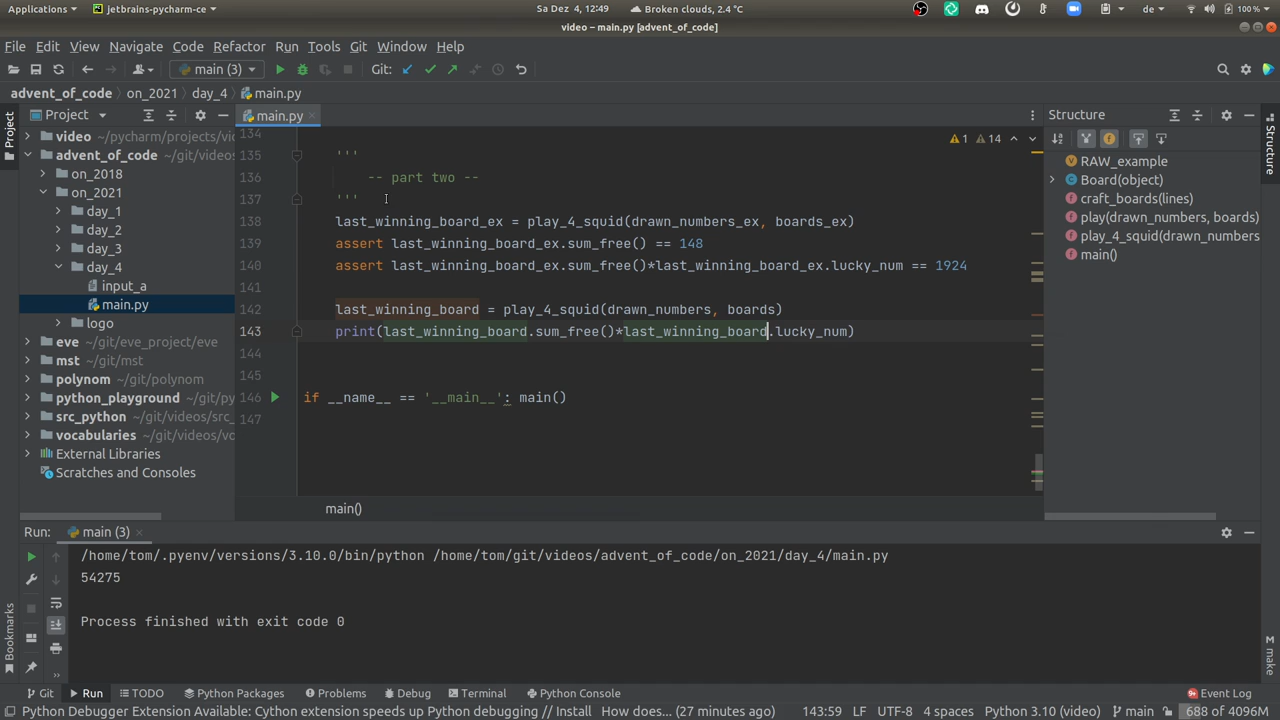 Applications
jetbrains-pycharm-ce
Sa Dez 4, 12:49
Broken clouds, 2.4 °C
de
100 %
video – main.py [advent_of_code]
File Edit View Navigate Code Refactor Run Tools Git Window Help
main (3)
Git:
advent_of_code on_2021 day_4 main.py
Project
Project
video ~/pycharm/projects/vi
advent_of_code ~/git/videos
on_2018
on_2021
day_1
day_2
day_3
day_4
input_a
main.py
logo
eve ~/git/eve_project/eve
mst ~/git/mst
polynom ~/git/polynom
python_playground ~/git/
src_python ~/git/videos/src_
vocabularies ~/git/videos/v
External Libraries
Scratches and Consoles
main.py
1 14
134
135 '''
136 -- part two --
137 '''
138 last_winning_board_ex = play_4_squid(drawn_numbers_ex, boards_ex)
139 assert last_winning_board_ex.sum_free() == 148
140 assert last_winning_board_ex.sum_free()*last_winning_board_ex.lucky_num == 1924
141
142 last_winning_board = play_4_squid(drawn_numbers, boards)
143 print(last_winning_board.sum_free()*last_winning_board.lucky_num)
144
145
146 if __name__ == '__main__': main()
147
main()
Structure
Structure
RAW_example
Board(object)
craft_boards(lines)
play(drawn_numbers, boards)
play_4_squid(drawn_numbers
main()
Run: main (3)
/home/tom/.pyenv/versions/3.10.0/bin/python /home/tom/git/videos/advent_of_code/on_2021/day_4/main.py
54275
Process finished with exit code 0
Bookmarks
make
Git Run TODO Python Packages Problems Debug Terminal Python Console 9+ Event Log
Python Debugger Extension Available: Cython extension speeds up Python debugging // Install How does... (27 minutes ago) 143:59 LF UTF-8 4 spaces Python 3.10 (video) main 688 of 4096M